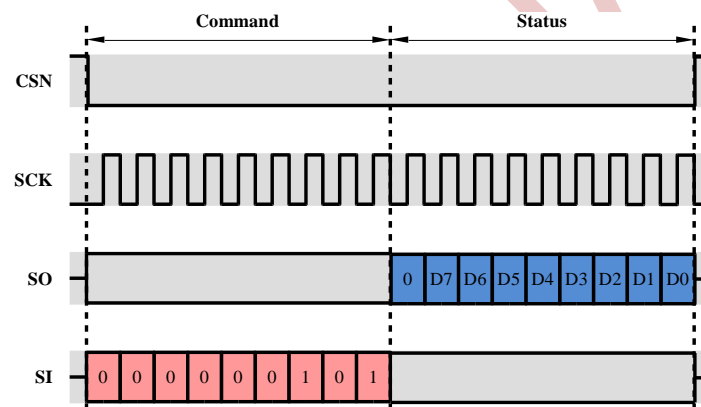 Command Status
CSN
SCK
SO 0 D7 D6 D5 D4 D3 D2 D1 D0
SI 0 0 0 0 0 0 1 0 1